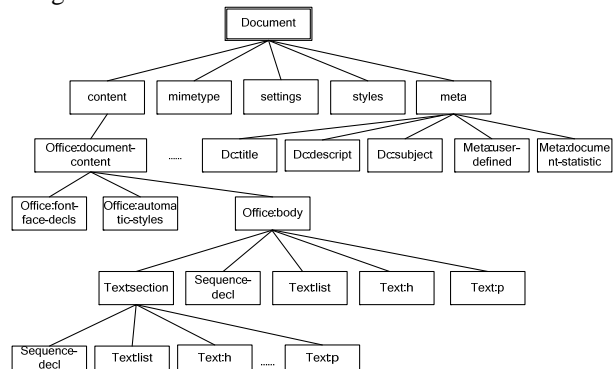 Document
content
mimetype
settings
styles
meta
Office:document-
content
......
Dc:title
Dc:descript
Dc:subject
Meta:user-
defined
Meta:docume
nt-statistic
Office:font-
face-decls
Office:automa
tic-styles
Office:body
Text:section
Sequence-
decl
Text:list
Text:h
Text:p
Sequence-
decl
Text:list
Text:h
......
Text:p